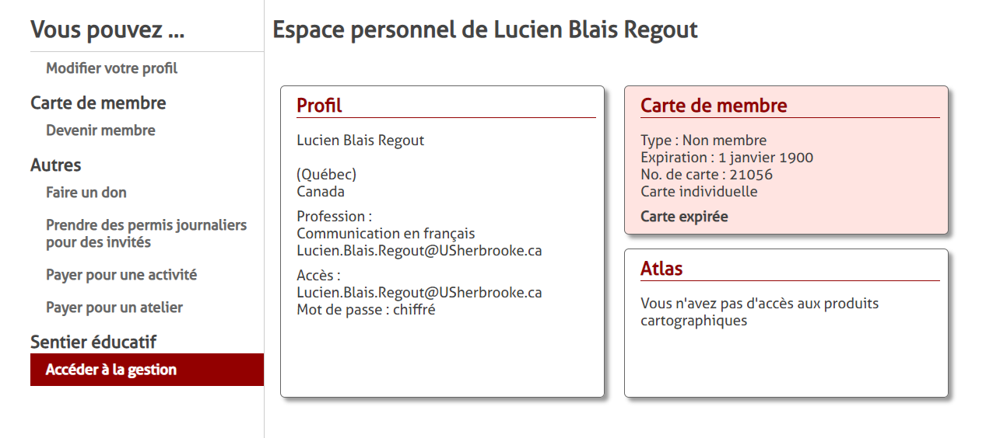 Vous pouvez ...
Modifier votre profil
Carte de membre
Devenir membre
Autres
Faire un don
Prendre des permis journaliers
pour des invités
Payer pour une activité
Payer pour un atelier
Sentier éducatif
Accéder à la gestion
Espace personnel de Lucien Blais Regout
Profil
Lucien Blais Regout
(Québec)
Canada
Profession :
Communication en français
Lucien.Blais.Regout@USherbrooke.ca
Accès :
Lucien.Blais.Regout@USherbrooke.ca
Mot de passe : chiffré
Carte de membre
Type : Non membre
Expiration : 1 janvier 1900
No. de carte : 21056
Carte individuelle
Carte expirée
Atlas
Vous n'avez pas d'accès aux produits
cartographiques